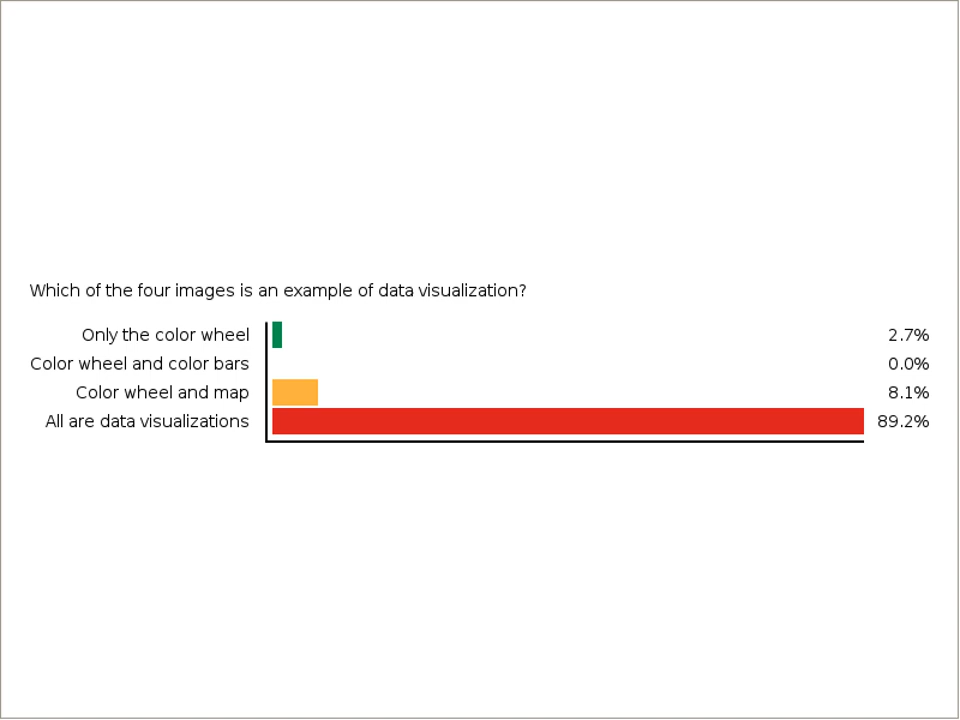 Which of the four images is an example of data visualization?
Only the color wheel 2.7%
Color wheel and color bars 0.0%
Color wheel and map 8.1%
All are data visualizations 89.2%